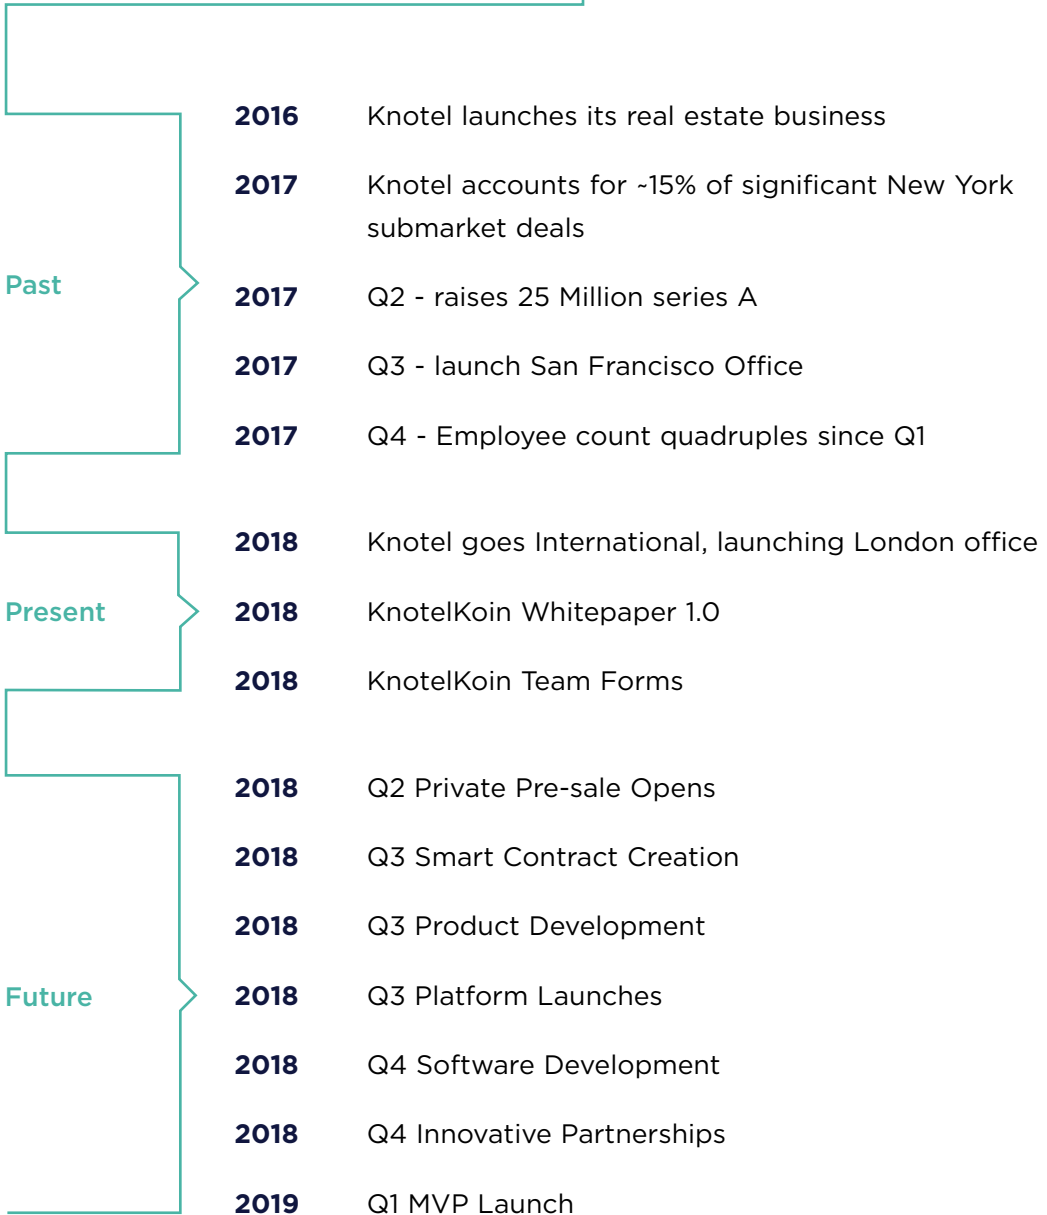 2016 Knotel launches its real estate business
2017 Knotel accounts for ~15% of significant New York
submarket deals
Past
2017 Q2 - raises 25 Million series A
2017 Q3 - launch San Francisco Office
2017 Q4 - Employee count quadruples since Q1
2018 Knotel goes International, launching London office
Present
2018 KnotelKoin Whitepaper 1.0
2018 KnotelKoin Team Forms
2018 Q2 Private Pre-sale Opens
2018 Q3 Smart Contract Creation
2018 Q3 Product Development
Future
2018 Q3 Platform Launches
2018 Q4 Software Development
2018 Q4 Innovative Partnerships
2019 Q1 MVP Launch